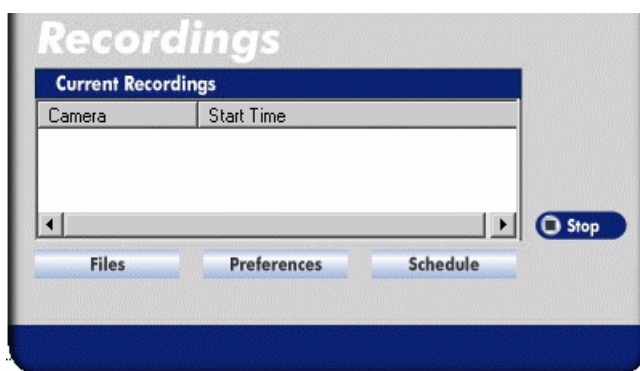 Recordings
Current Recordings
Camera Start Time
Stop
Files Preferences Schedule